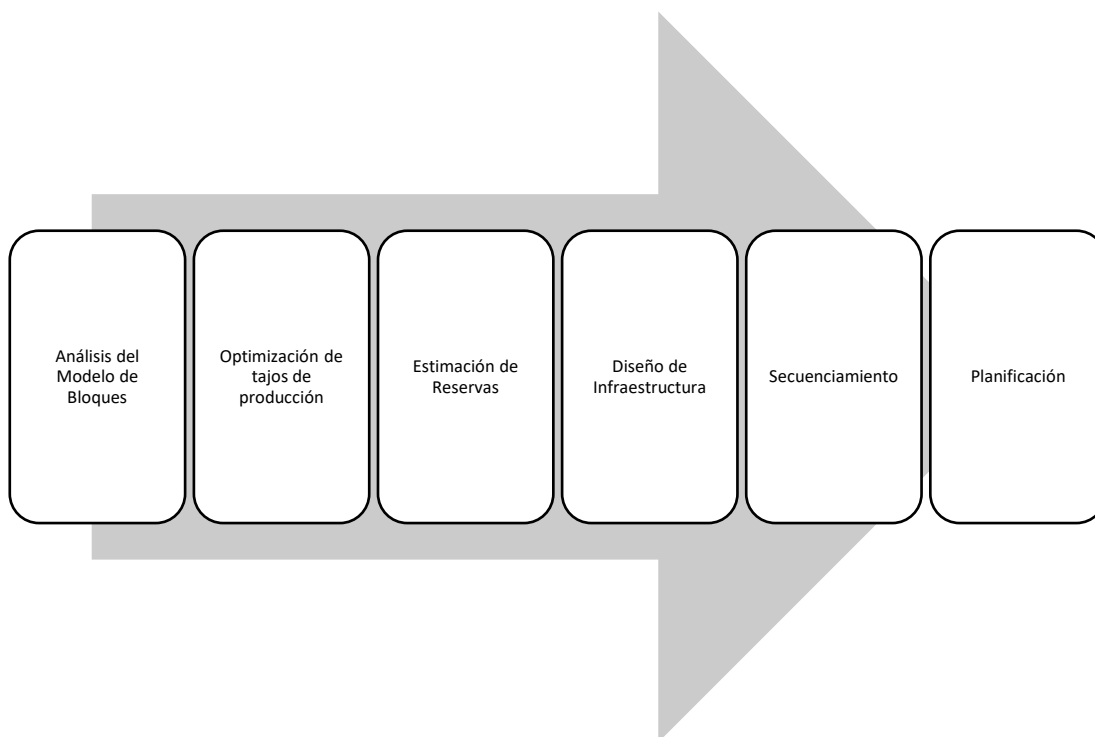 Análisis del
Modelo de
Bloques
Optimización de
tajos de
producción
Estimación de
Reservas
Diseño de
Infraestructura
Secuenciamiento
Planificación